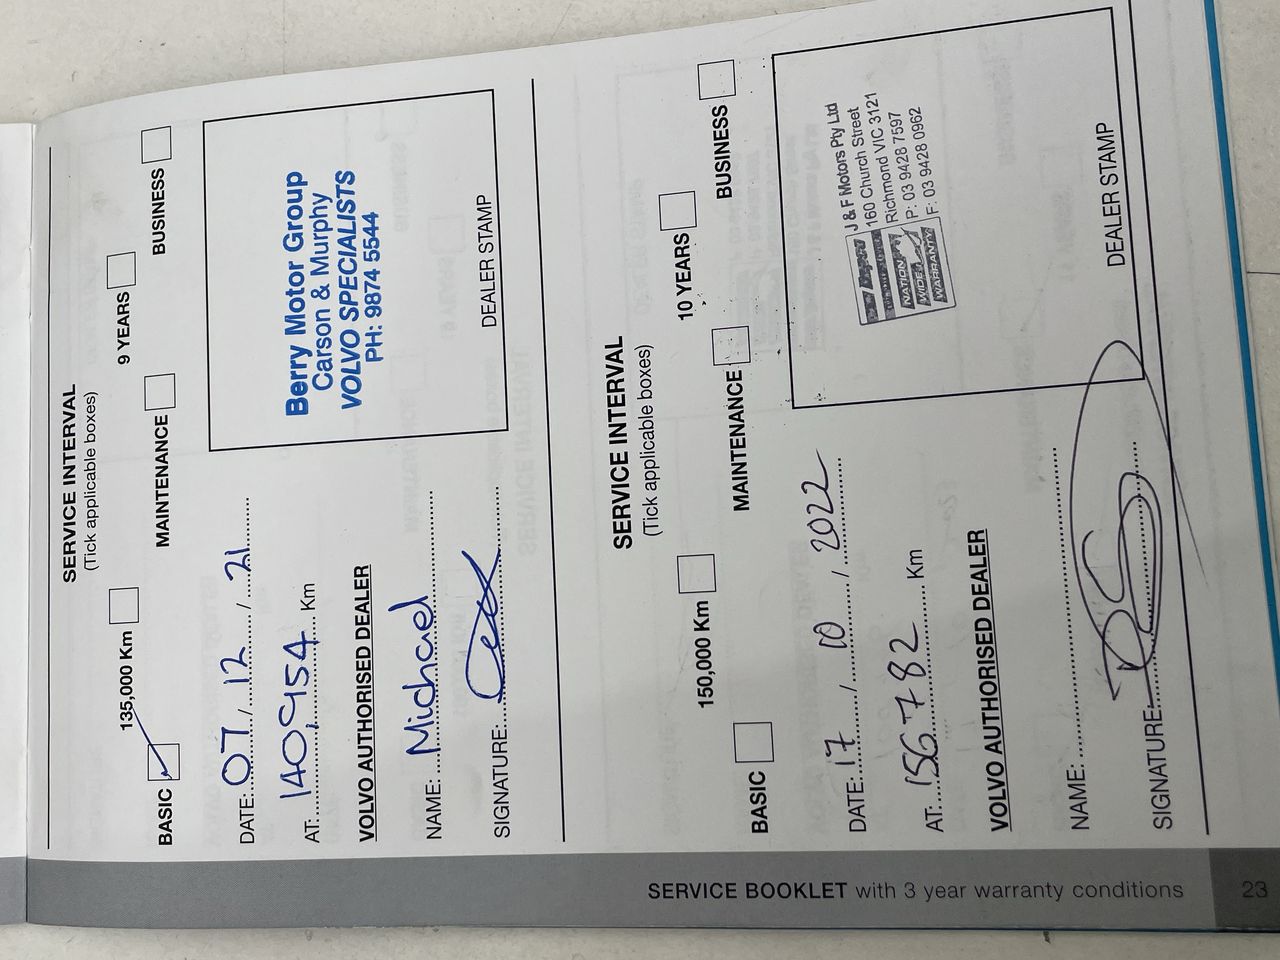 SERVICE INTERVAL
(Tick applicable boxes)
135,000 Km 9 YEARS
BASIC MAINTENANCE BUSINESS
DATE: 07 / 12 / 21
AT: 140,954 Km
VOLVO AUTHORISED DEALER
NAME: Michael
SIGNATURE:
Berry Motor Group
Carson & Murphy
VOLVO SPECIALISTS
PH: 9874 5544
DEALER STAMP
SERVICE INTERVAL
(Tick applicable boxes)
150,000 Km 10 YEARS
BASIC MAINTENANCE BUSINESS
DATE: 17 / 10 / 2022
AT: 156782 Km
VOLVO AUTHORISED DEALER
NAME:
SIGNATURE:
J & F Motors Pty Ltd
160 Church Street
Richmond VIC 3121
P: 03 9428 7597
F: 03 9428 0962
NATION
WIDE
WARRANTY
DEALER STAMP
SERVICE BOOKLET with 3 year warranty conditions
23